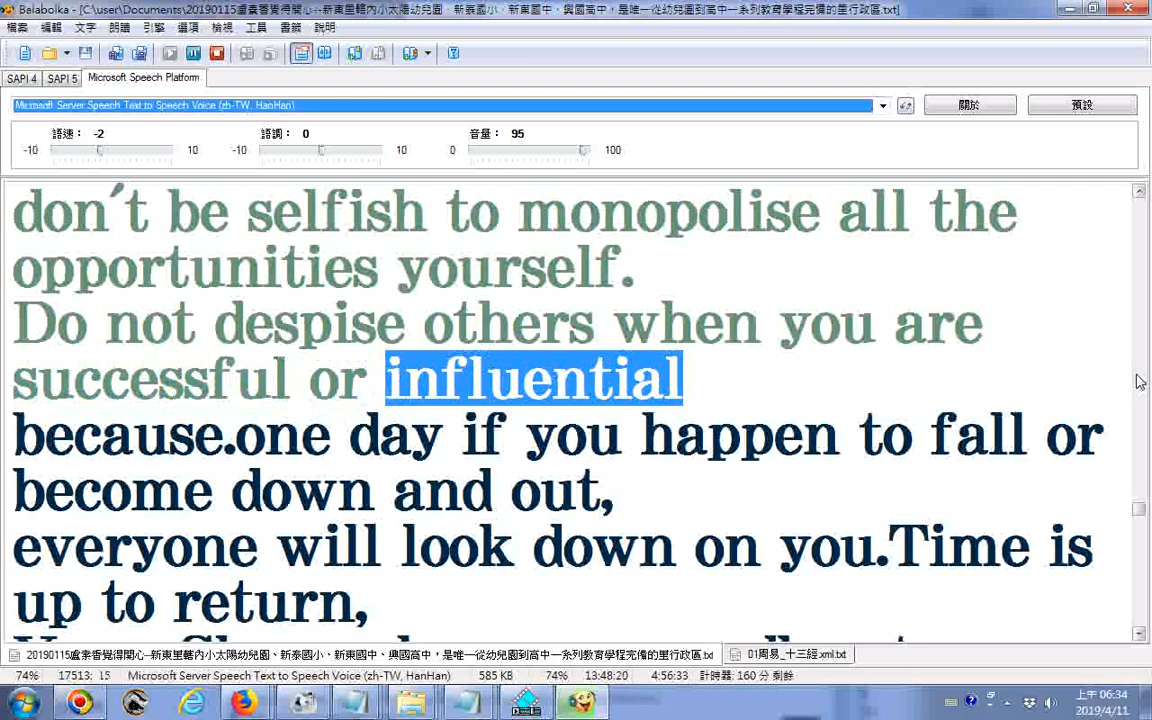 Balabolka - [C:\user\Documents\20190115盧素香覺得開心--新東里轄內小太陽幼兒園、新泰國小、新東國中、興國高中，是唯一從幼兒園到高中一系列教育學程完備的里行政區.txt]
檔案 編輯 文字 朗讀 引擎 選項 檢視 工具 書籤 說明
SAPI 4 SAPI 5 Microsoft Speech Platform
Microsoft Server Speech Text to Speech Voice (zh-TW, HanHan) 關於 預設
語速： -2 語調： 0 音量： 95
-10 10 -10 10 0 100
don´t be selfish to monopolise all the
opportunities yourself.
Do not despise others when you are
successful or influential
because.one day if you happen to fall or
become down and out,
everyone will look down on you.Time is
up to return,
20190115盧素香覺得開心--新東里轄內小太陽幼兒園、新泰國小、新東國中、興國高中，是唯一從幼兒園到高中一系列教育學程完備的里行政區.txt 01周易_十三經.xml.txt
74% 17513: 15 Microsoft Server Speech Text to Speech Voice (zh-TW, HanHan) 585 KB 74% 13:48:20 4:56:33 計時器: 160 分 剩餘
上午 06:34
2019/4/11